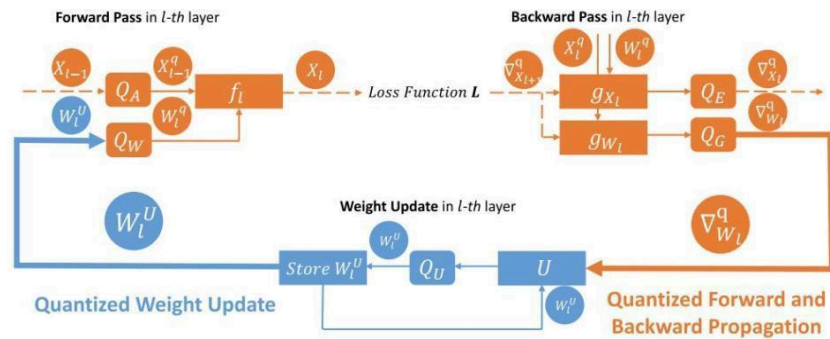 Forward Pass in l-th layer
Backward Pass in l-th layer
X_{l-1} X^q_{l-1} X_l
X^q_l W^q_l
∇^q_{X_{l+1}} ∇^q_{X_l}
Q_A f_l Loss Function L g_{X_l} Q_E
W^U_l W^q_l ∇^q_{W_l}
Q_W g_{W_l} Q_G
W^U_l Weight Update in l-th layer ∇^q_{W_l}
W^U_l
Store W^U_l Q_U U
W^U_l
Quantized Weight Update
Quantized Forward and
Backward Propagation